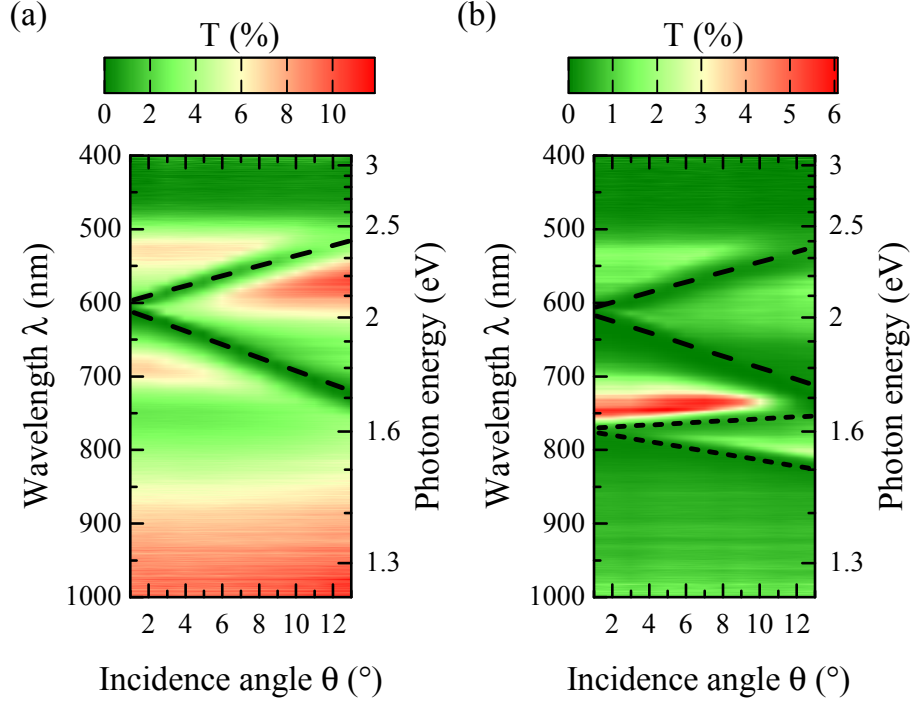 (a)
T (%)
0 2 4 6 8 10
400
500
600
700
800
900
1000
Wavelength λ (nm)
3
2.5
2
1.6
1.3
Photon energy (eV)
2 4 6 8 10 12
Incidence angle θ (°)
(b)
T (%)
0 1 2 3 4 5 6
400
500
600
700
800
900
1000
Wavelength λ (nm)
3
2.5
2
1.6
1.3
Photon energy (eV)
2 4 6 8 10 12
Incidence angle θ (°)